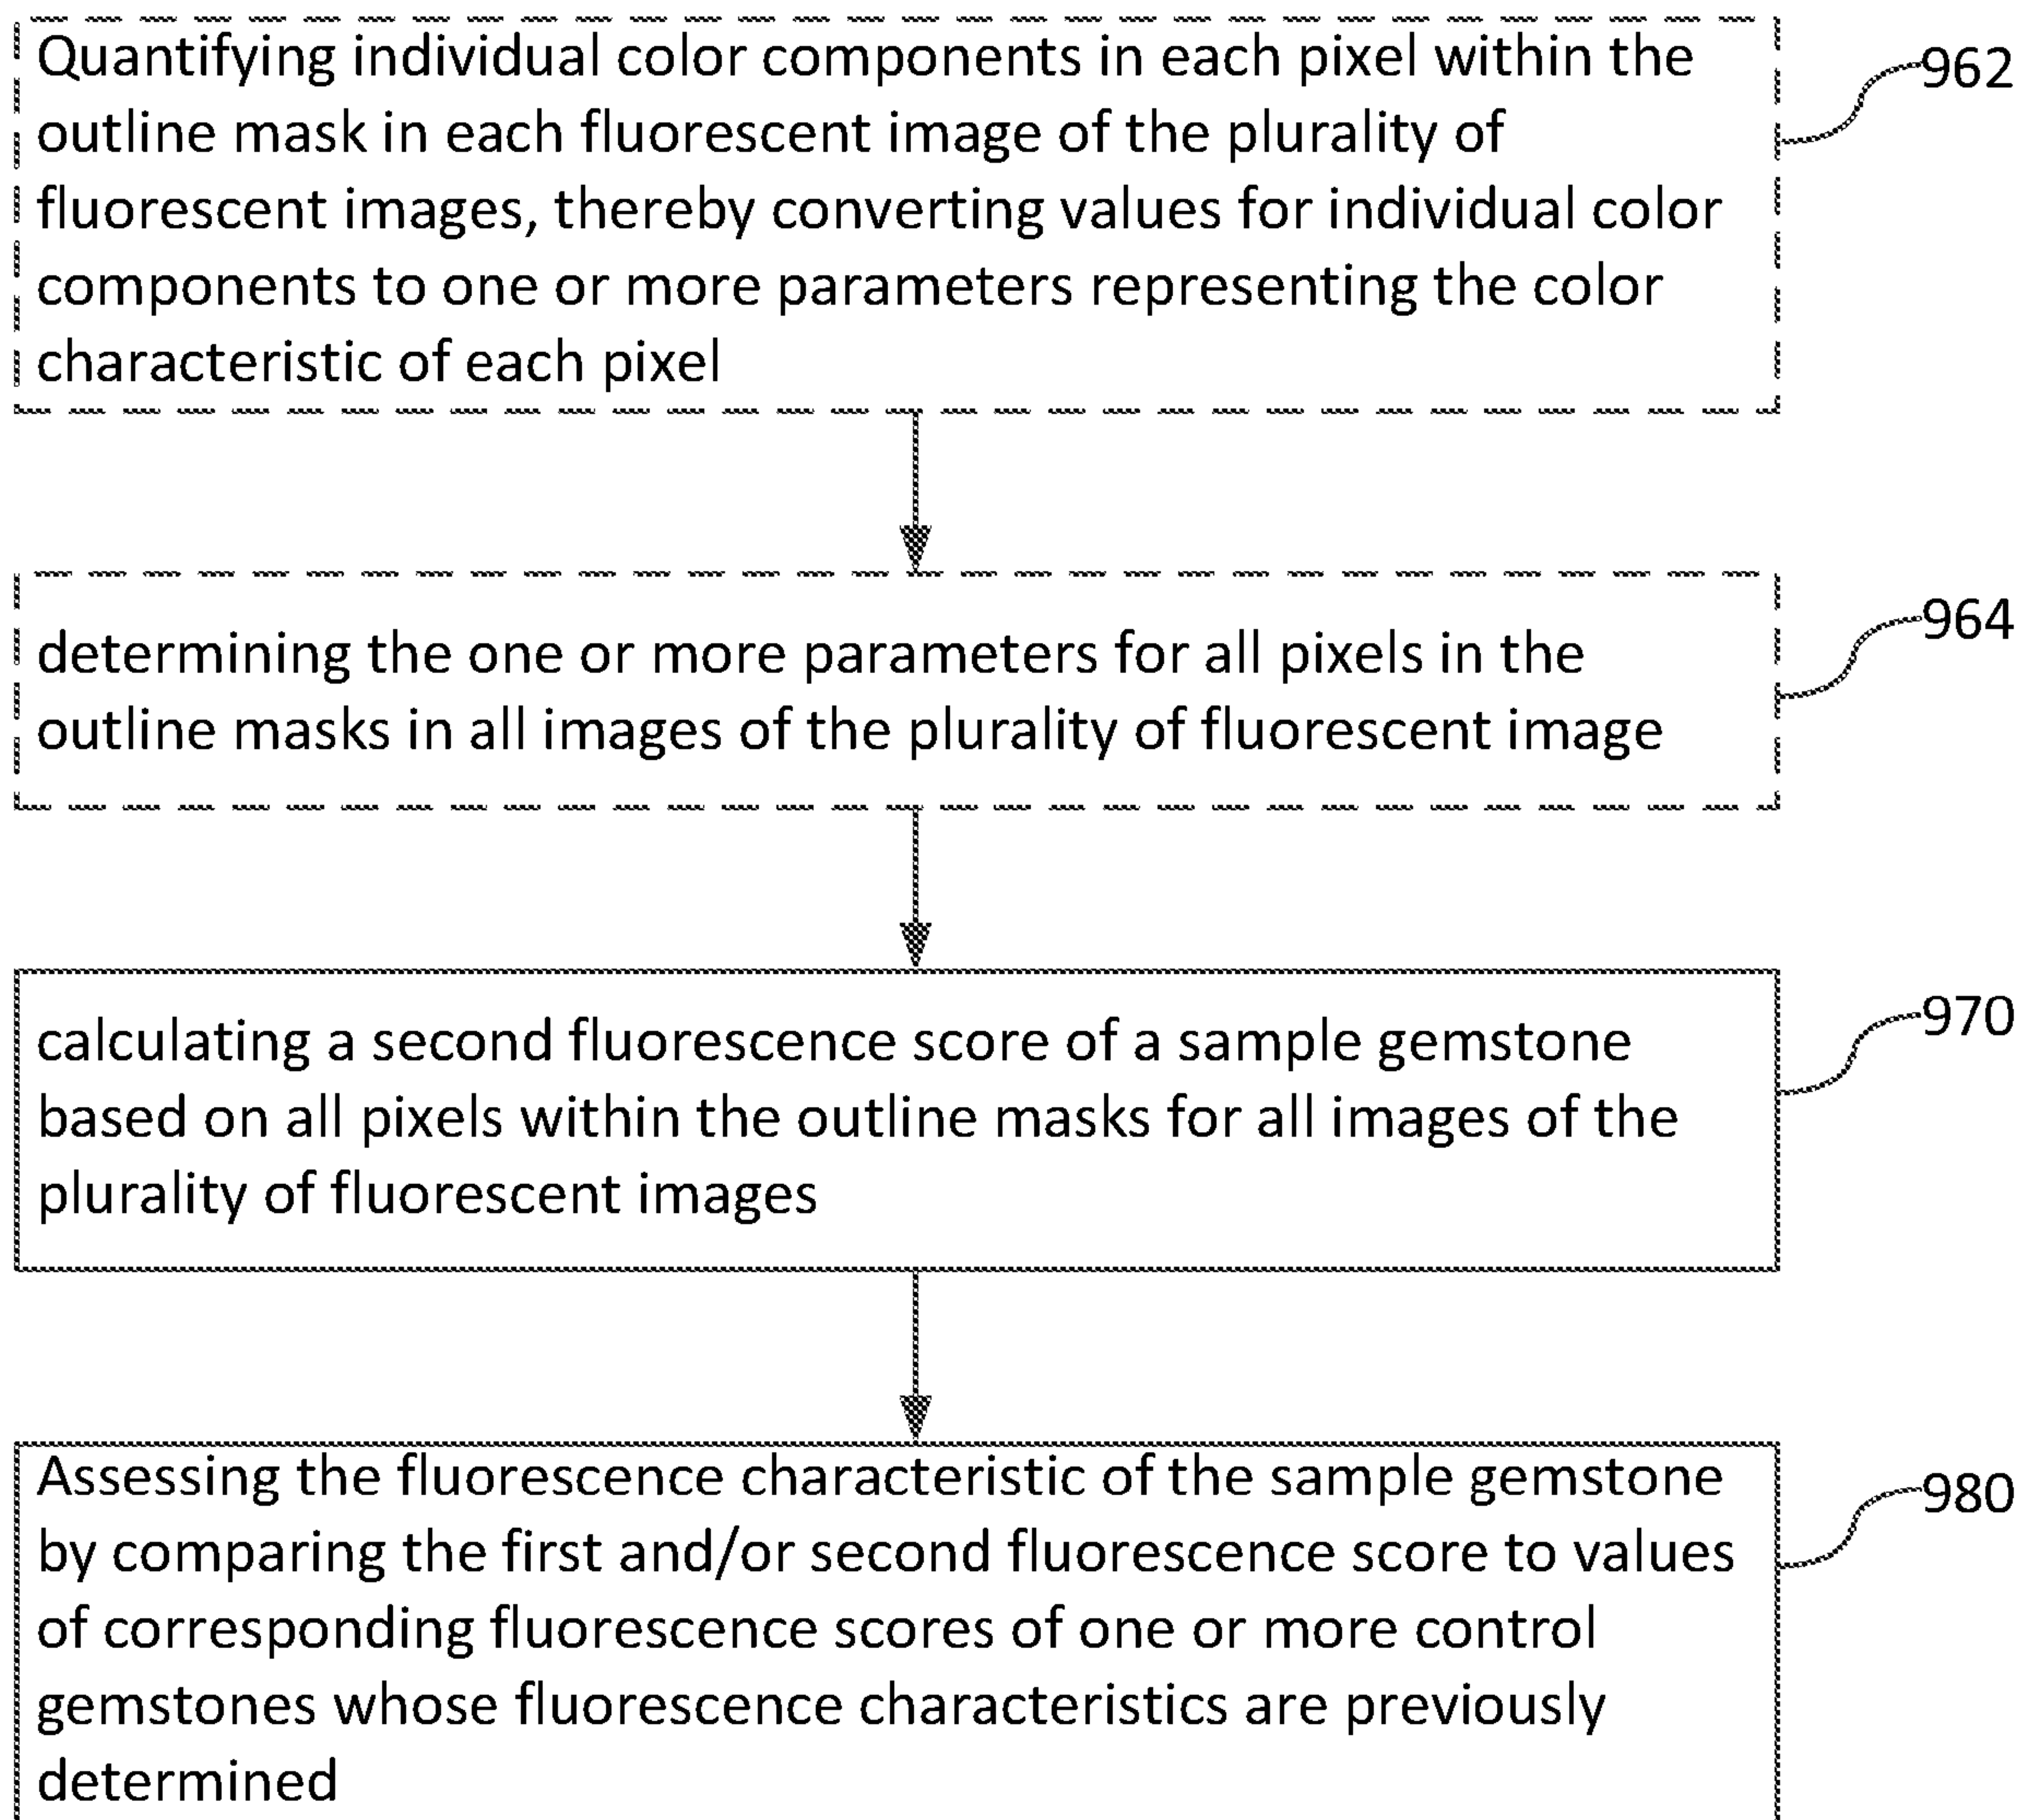 Quantifying individual color components in each pixel within the
outline mask in each fluorescent image of the plurality of
fluorescent images, thereby converting values for individual color
components to one or more parameters representing the color
characteristic of each pixel
962
determining the one or more parameters for all pixels in the
outline masks in all images of the plurality of fluorescent image
964
calculating a second fluorescence score of a sample gemstone
based on all pixels within the outline masks for all images of the
plurality of fluorescent images
970
Assessing the fluorescence characteristic of the sample gemstone
by comparing the first and/or second fluorescence score to values
of corresponding fluorescence scores of one or more control
gemstones whose fluorescence characteristics are previously
determined
980